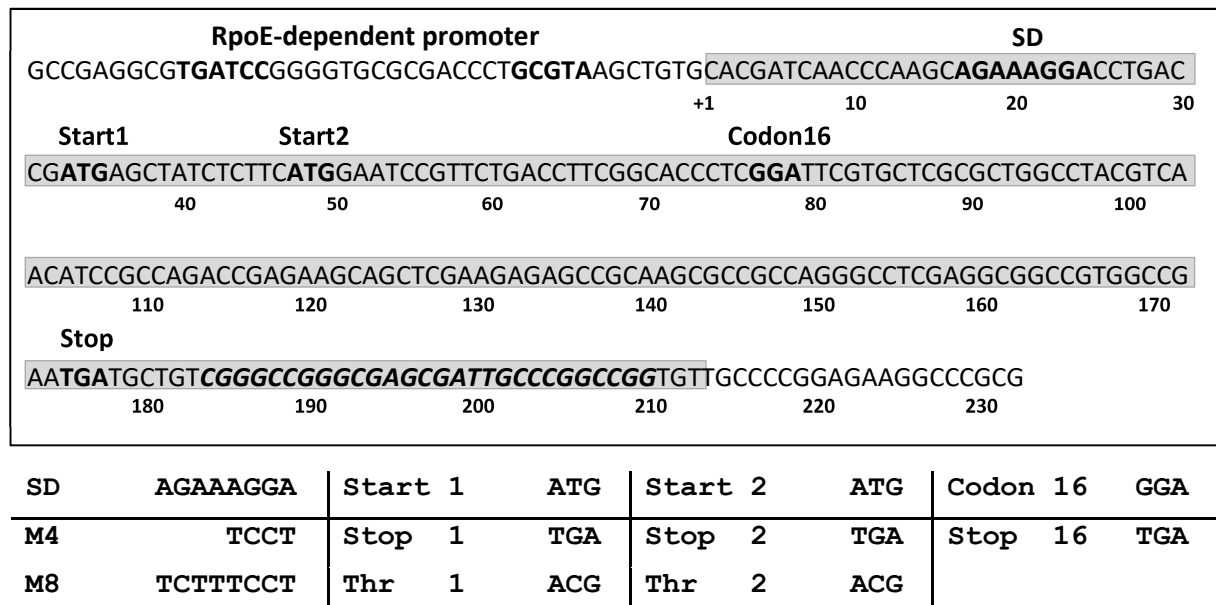 RpoE-dependent promoter SD
GCCGAGGCGTGATCCGGGGTGCGCGACCCTGCGTAAGCTGTGCACGATCAACCCAAGCAGAAAGGACCTGAC
+1 10 20 30
Start1 Start2 Codon16
CGATGAGCTATCTCTTCATGGAATCCGTTCTGACCTTCGGCACCCTCGGATTCGTGCTCGCGCTGGCCTACGTCA
40 50 60 70 80 90 100
ACATCCGCCAGACCGAGAAGCAGCTCGAAGAGAGCCGCAAGCGCCGCCAGGGCCTCGAGGCGGCCGTGGCCG
110 120 130 140 150 160 170
Stop
AATGATGCTGTCGGGCCGGGCGAGCGATTGCCCGGCCGGTGTTGCCCCGGAGAAGGCCCGCG
180 190 200 210 220 230
SD AGAAAGGA Start 1 ATG Start 2 ATG Codon 16 GGA
M4 TCCT Stop 1 TGA Stop 2 TGA Stop 16 TGA
M8 TCTTTCCT Thr 1 ACG Thr 2 ACG